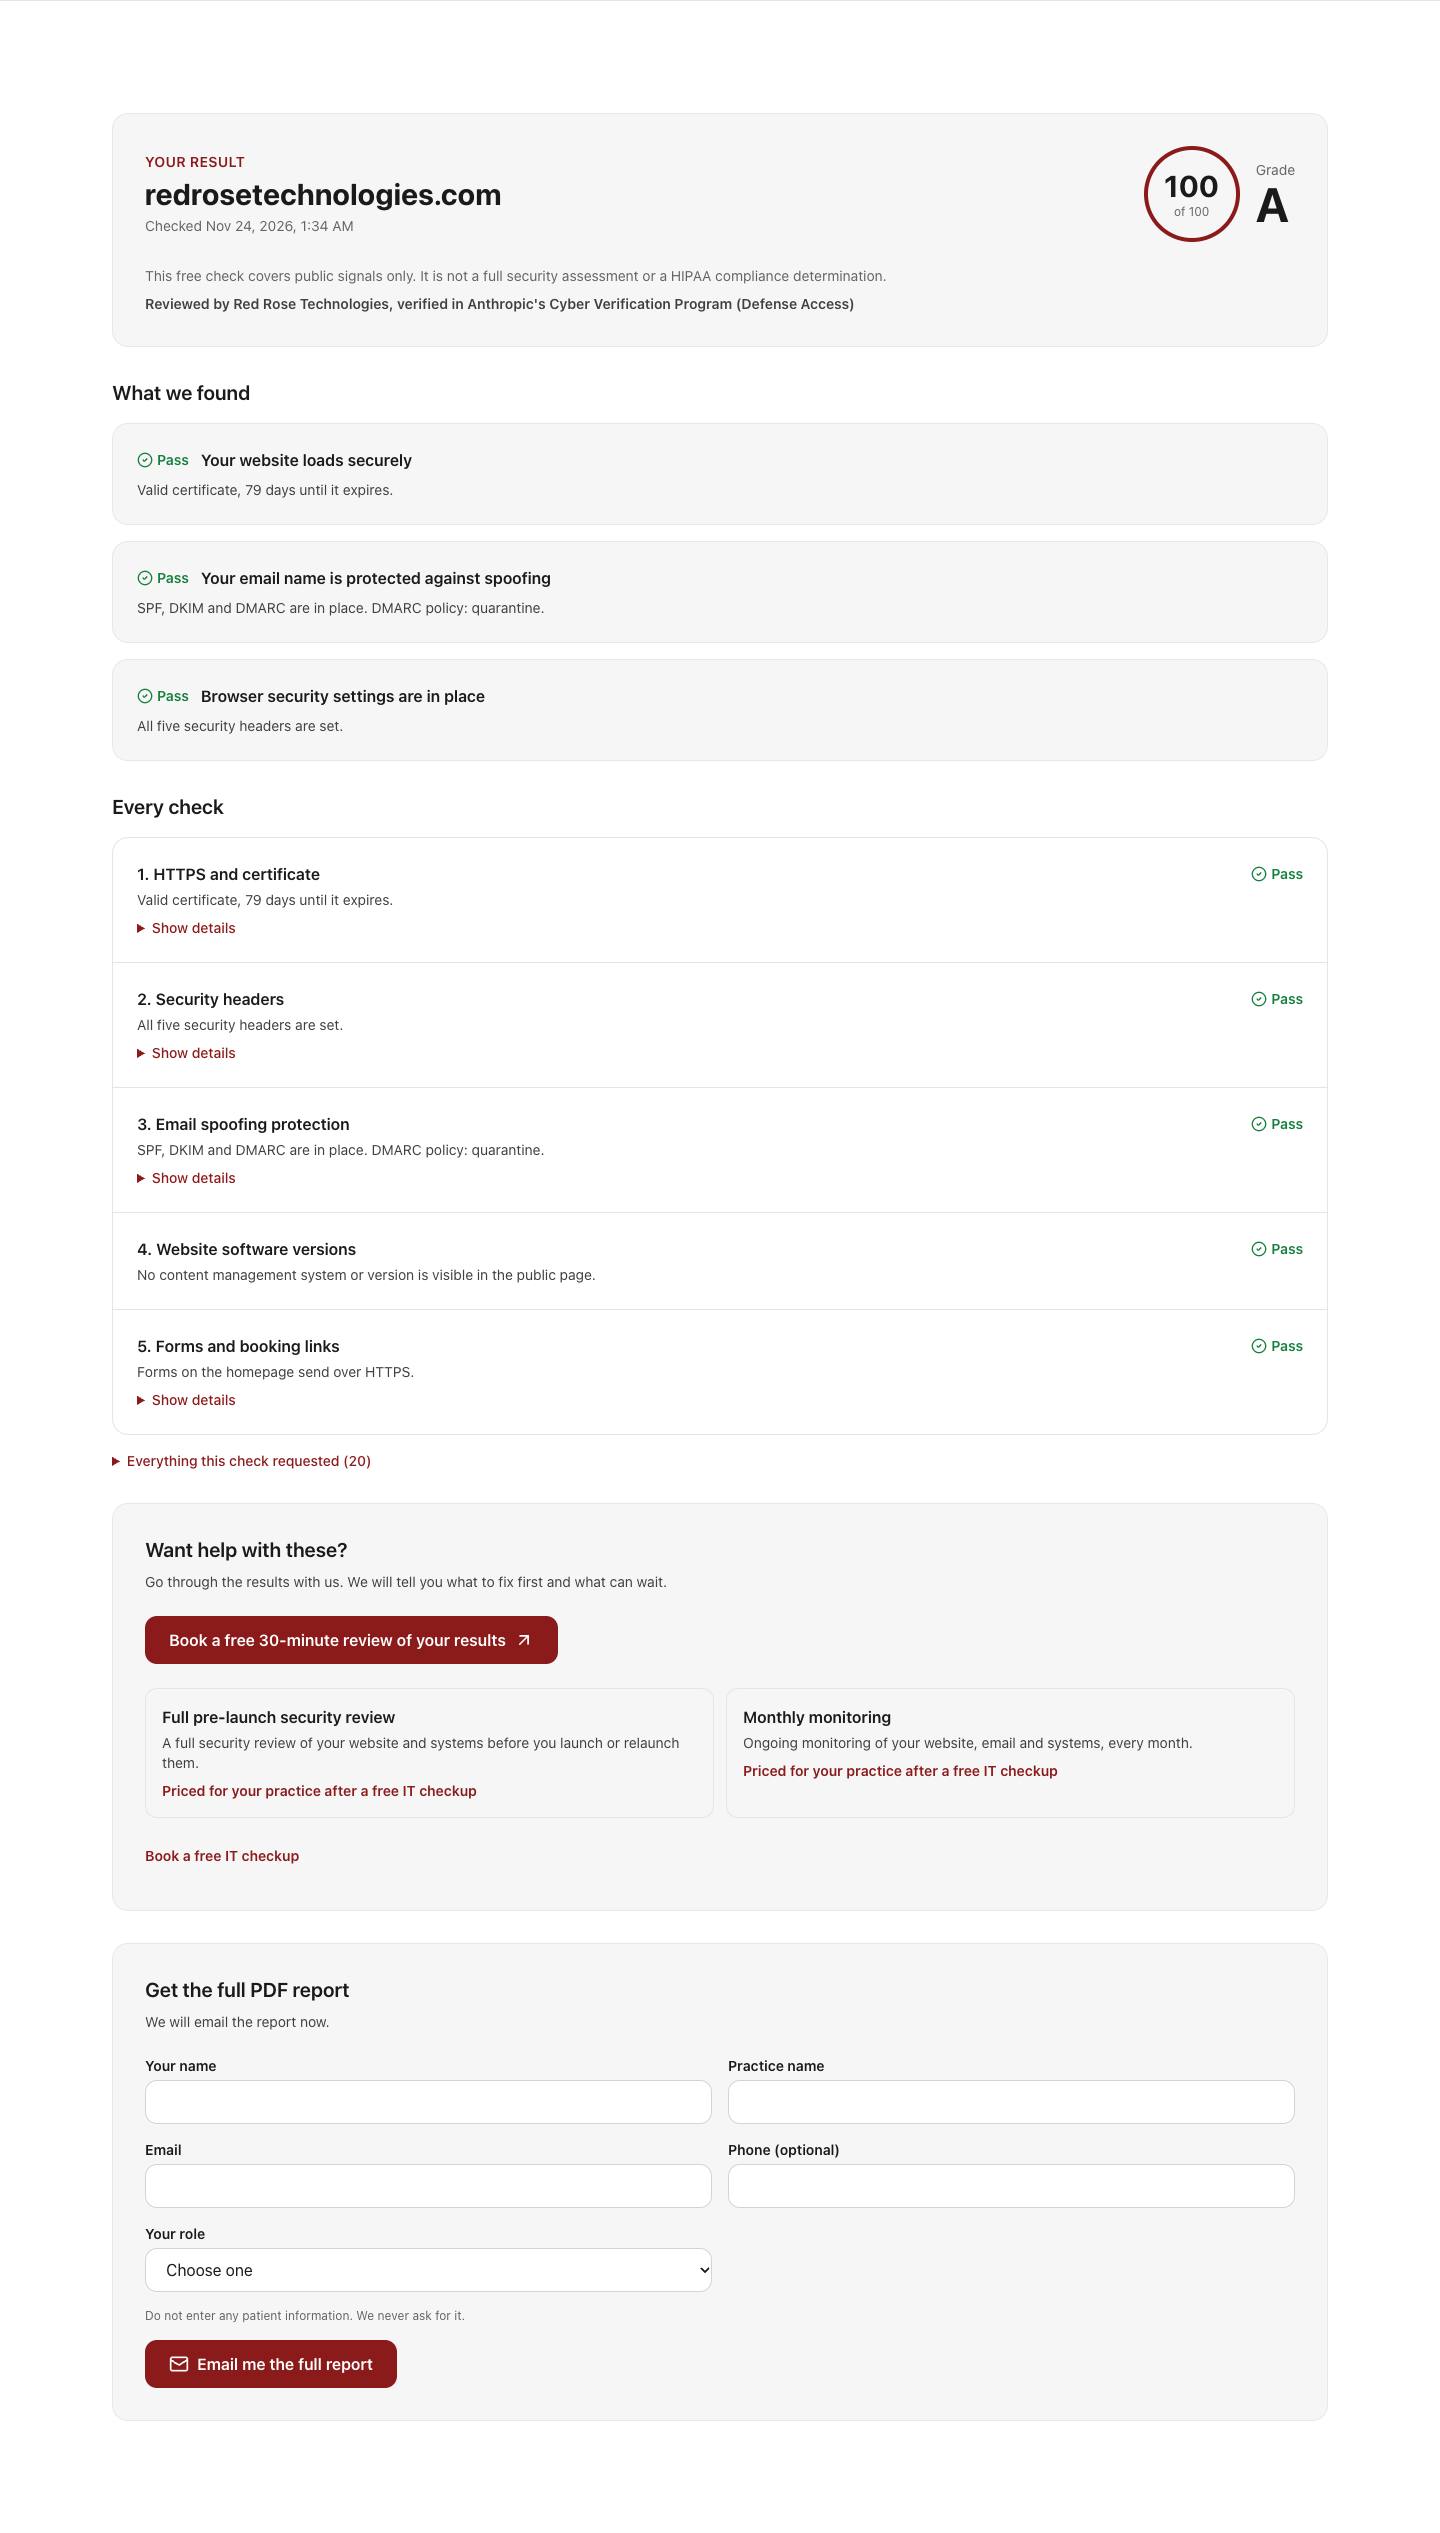 YOUR RESULT
redrosetechnologies.com
Checked Nov 24, 2026, 1:34 AM
100
of 100
Grade
A
This free check covers public signals only. It is not a full security assessment or a HIPAA compliance determination.
Reviewed by Red Rose Technologies, verified in Anthropic's Cyber Verification Program (Defense Access)
What we found
Pass Your website loads securely
Valid certificate, 79 days until it expires.
Pass Your email name is protected against spoofing
SPF, DKIM and DMARC are in place. DMARC policy: quarantine.
Pass Browser security settings are in place
All five security headers are set.
Every check
1. HTTPS and certificate Pass
Valid certificate, 79 days until it expires.
Show details
2. Security headers Pass
All five security headers are set.
Show details
3. Email spoofing protection Pass
SPF, DKIM and DMARC are in place. DMARC policy: quarantine.
Show details
4. Website software versions Pass
No content management system or version is visible in the public page.
5. Forms and booking links Pass
Forms on the homepage send over HTTPS.
Show details
Everything this check requested (20)
Want help with these?
Go through the results with us. We will tell you what to fix first and what can wait.
Book a free 30-minute review of your results
Full pre-launch security review
A full security review of your website and systems before you launch or relaunch
them.
Priced for your practice after a free IT checkup
Monthly monitoring
Ongoing monitoring of your website, email and systems, every month.
Priced for your practice after a free IT checkup
Book a free IT checkup
Get the full PDF report
We will email the report now.
Your name
Practice name
Email
Phone (optional)
Your role
Choose one
Do not enter any patient information. We never ask for it.
Email me the full report